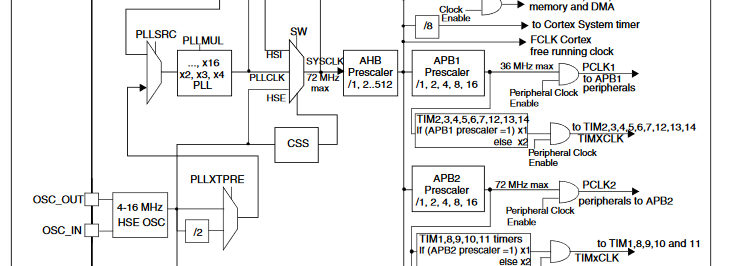 memory and DMA
Clock
Enable
/8
to Cortex System timer
FCLK Cortex
free running clock
PLLSRC
PLLMUL
..., x16
x2, x3, x4
PLL
SW
HSI
PLLCLK
HSE
SYSCLK
72 MHz
max
AHB
Prescaler
/1, 2..512
APB1
Prescaler
/1, 2, 4, 8, 16
36 MHz max
PCLK1
to APB1
peripherals
Peripheral Clock
Enable
TIM2,3,4,5,6,7,12,13,14
If (APB1 prescaler =1) x1
else x2
to TIM2,3,4,5,6,7,12,13,14
TIMXCLK
Peripheral Clock
Enable
CSS
PLLXTPRE
OSC_OUT
OSC_IN
4-16 MHz
HSE OSC
/2
APB2
Prescaler
/1, 2, 4, 8, 16
72 MHz max
PCLK2
peripherals to APB2
Peripheral Clock
Enable
TIM1,8,9,10,11 timers
If (APB2 prescaler =1) x1
else x2
to TIM1,8,9,10 and 11
TIMxCLK
Peripheral Clock